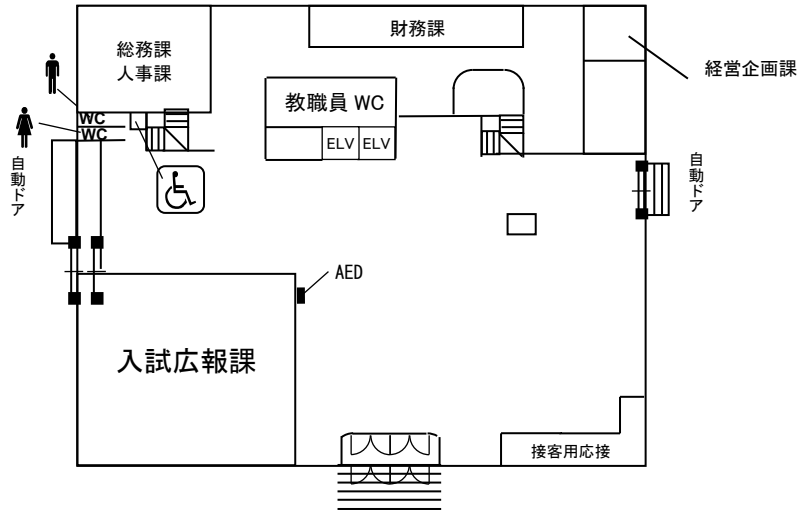 総務課
人事課
財務課
経営企画課
教職員 WC
ELV ELV
WC
WC
自動ドア
自動ドア
AED
入試広報課
接客用応接